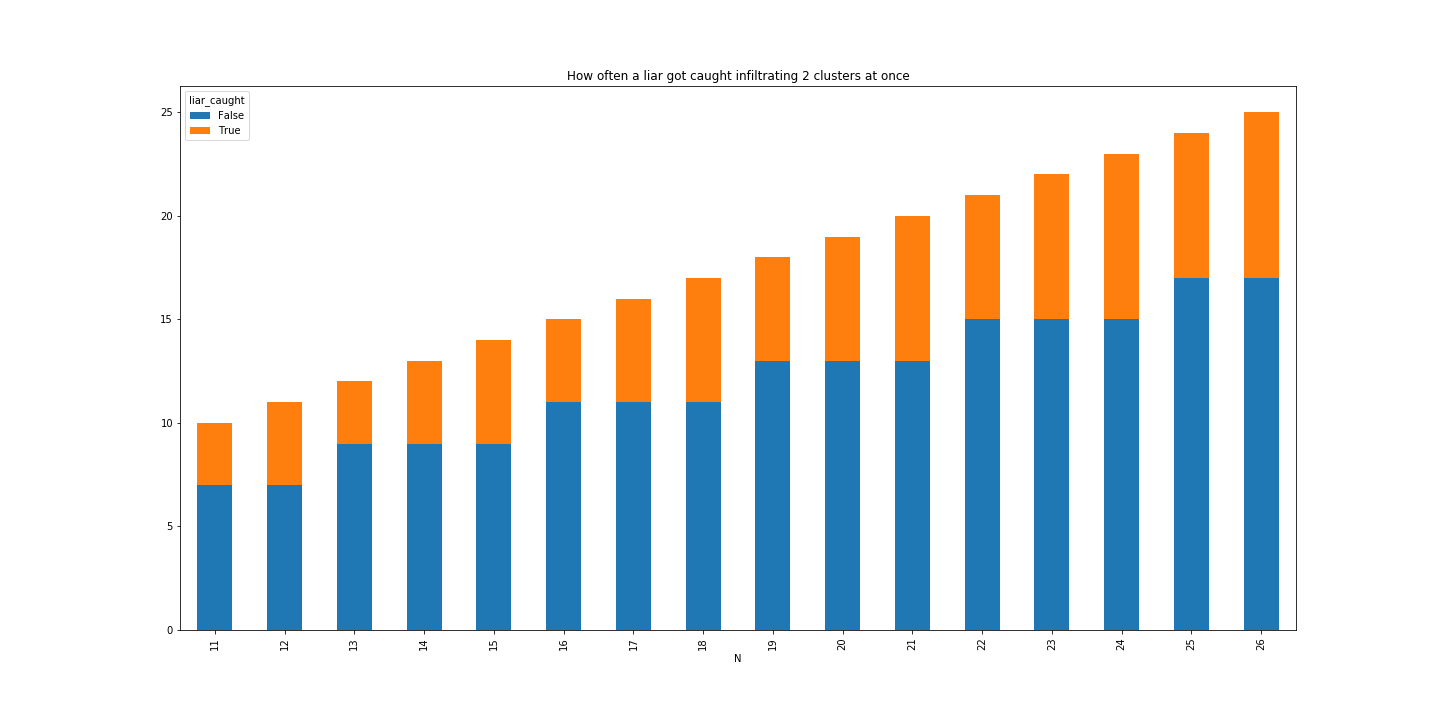 How often a liar got caught infiltrating 2 clusters at once
liar_caught
False
True
25
20
15
10
5
0
11 12 13 14 15 16 17 18 19 20 21 22 23 24 25 26
N